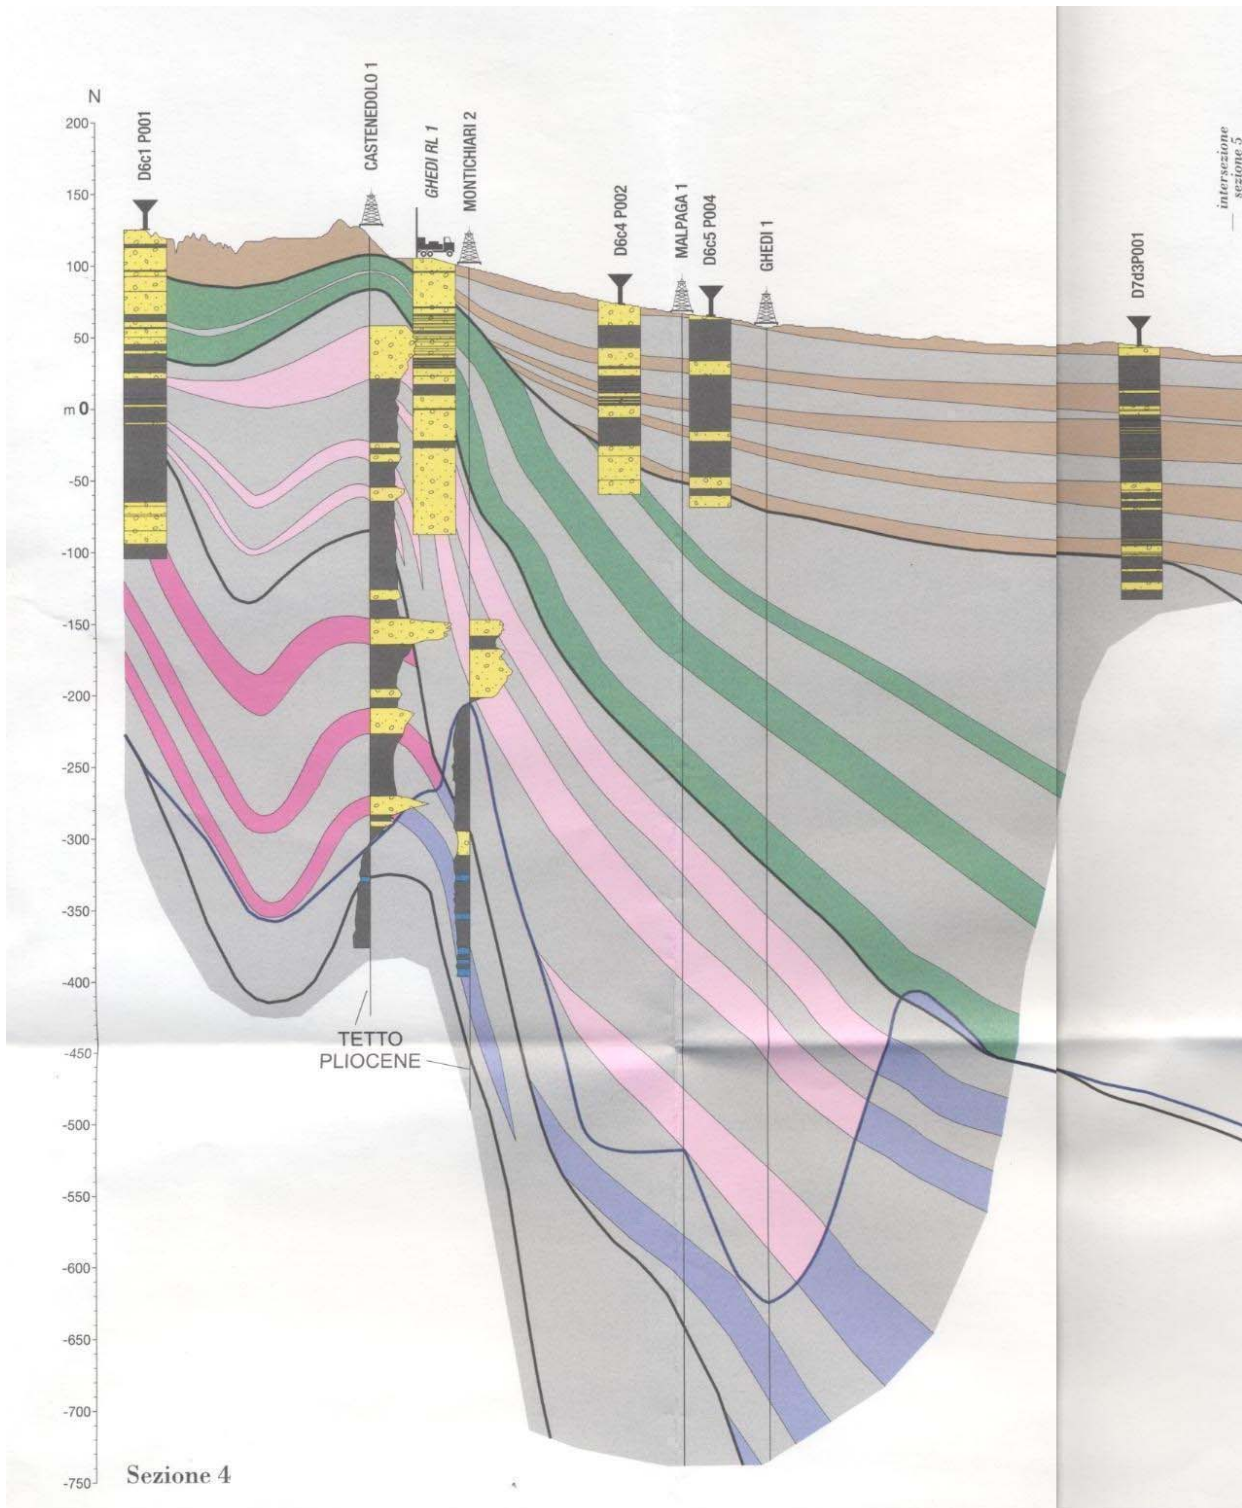 N
200
150
100
50
m 0
-50
-100
-150
-200
-250
-300
-350
-400
-450
-500
-550
-600
-650
-700
-750
D6c1 P001
CASTENEDOLO 1
GHEDI RL 1
MONTICHIARI 2
D6c4 P002
MALPAGA 1
D6c5 P004
GHEDI 1
D7d3P001
intersezione
sezione 5
TETTO
PLIOCENE
Sezione 4